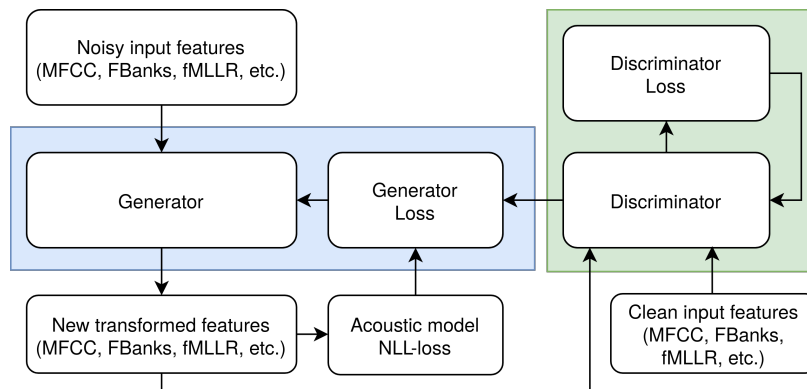 Noisy input features
(MFCC, FBanks, fMLLR, etc.)
Discriminator
Loss
Generator
Generator
Loss
Discriminator
New transformed features
(MFCC, FBanks, fMLLR, etc.)
Acoustic model
NLL-loss
Clean input features
(MFCC, FBanks,
fMLLR, etc.)